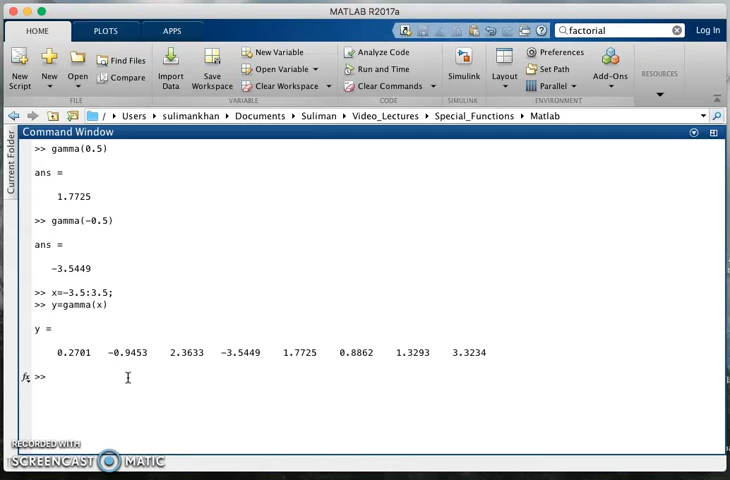 MATLAB R2017a
HOME PLOTS APPS factorial Log In
New Script New Open Find Files Compare Import Data Save Workspace New Variable Open Variable Clear Workspace Analyze Code Run and Time Clear Commands Simulink Layout Preferences Set Path Parallel Add-Ons RESOURCES
FILE VARIABLE CODE SIMULINK ENVIRONMENT
/ Users sulimankhan Documents Suliman Video_Lectures Special_Functions Matlab
Current Folder
Command Window
>> gamma(0.5)
ans =
1.7725
>> gamma(-0.5)
ans =
-3.5449
>> x=-3.5:3.5;
>> y=gamma(x)
y =
0.2701 -0.9453 2.3633 -3.5449 1.7725 0.8862 1.3293 3.3234
fx >>
RECORDED WITH
SCREENCAST MATIC